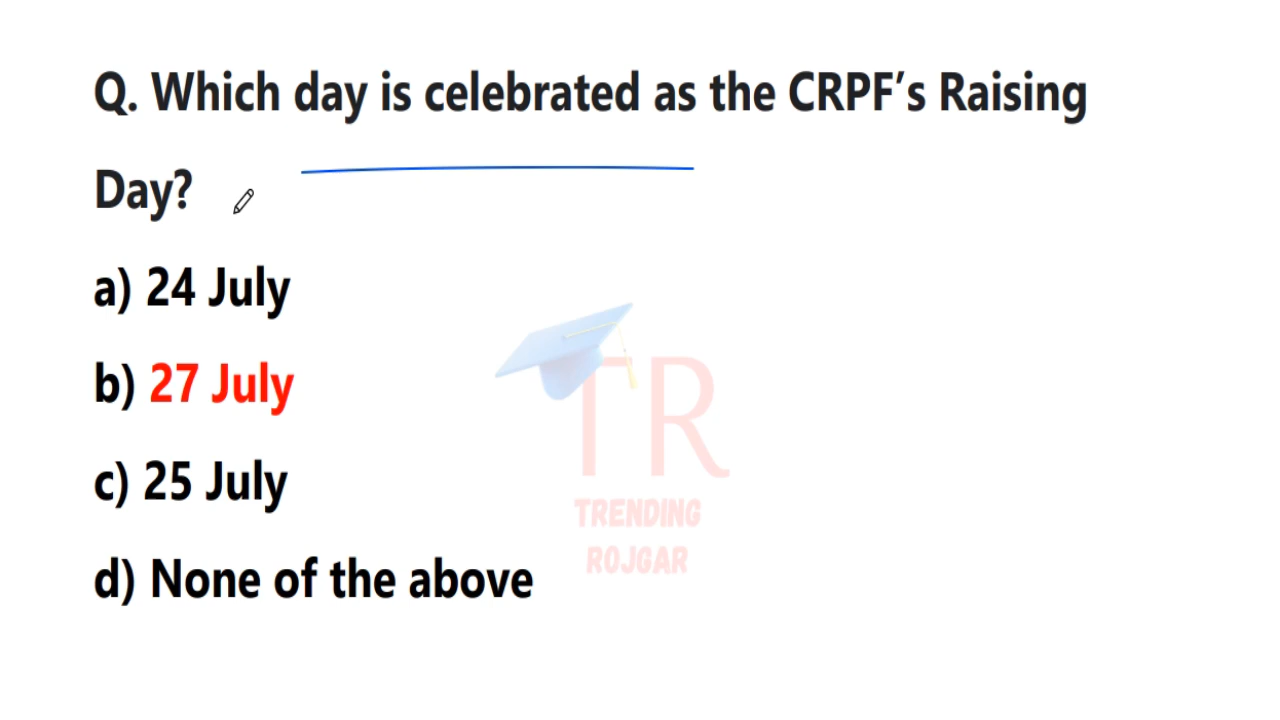 Q. Which day is celebrated as the CRPF’s Raising
Day?
a) 24 July
b) 27 July
c) 25 July
d) None of the above
TR
TRENDING
ROJGAR